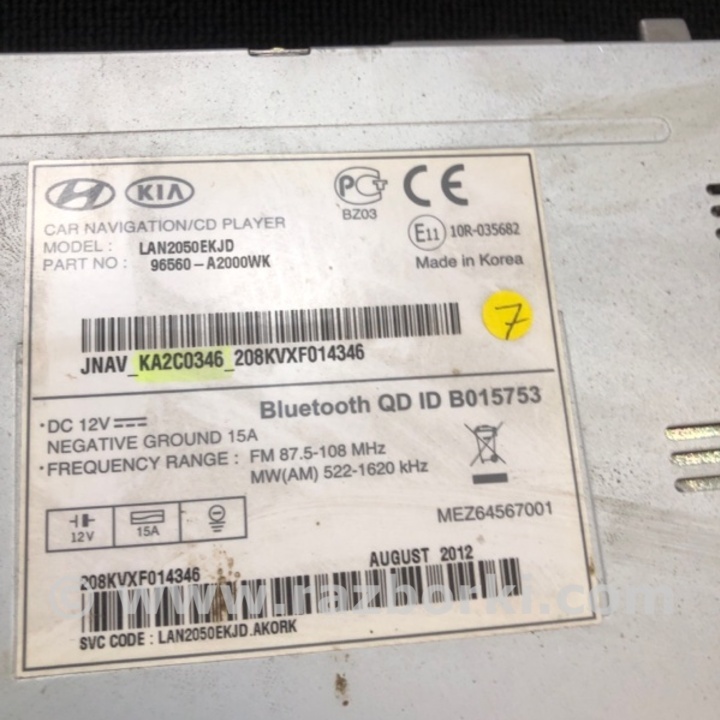 KIA
PCT
BZ03
CE
CAR NAVIGATION/CD PLAYER
MODEL : LAN2050EKJD
PART NO : 96560-A2000WK
E11 10R-035682
Made in Korea
7
JNAV_KA2C0346_208KVXF014346
Bluetooth QD ID B015753
• DC 12V
NEGATIVE GROUND 15A
• FREQUENCY RANGE : FM 87.5-108 MHz
MW(AM) 522-1620 kHz
12V
15A
MEZ64567001
AUGUST 2012
208KVXF014346
© www.razborki.com
SVC CODE : LAN2050EKJD.AKORK